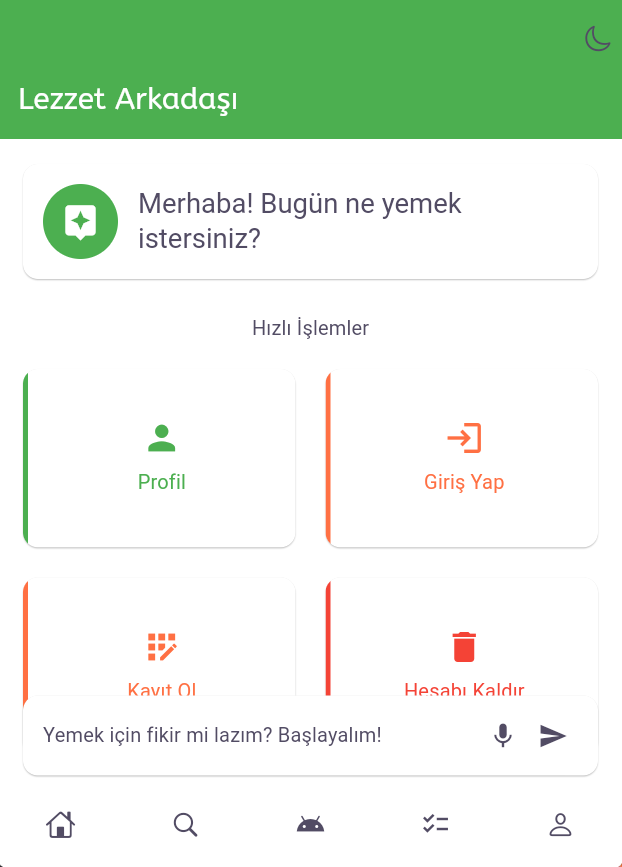 Lezzet Arkadaşı
Merhaba! Bugün ne yemek
istersiniz?
Hızlı İşlemler
Profil
Giriş Yap
Kayıt Ol
Hesabı Kaldır
Yemek için fikir mi lazım? Başlayalım!